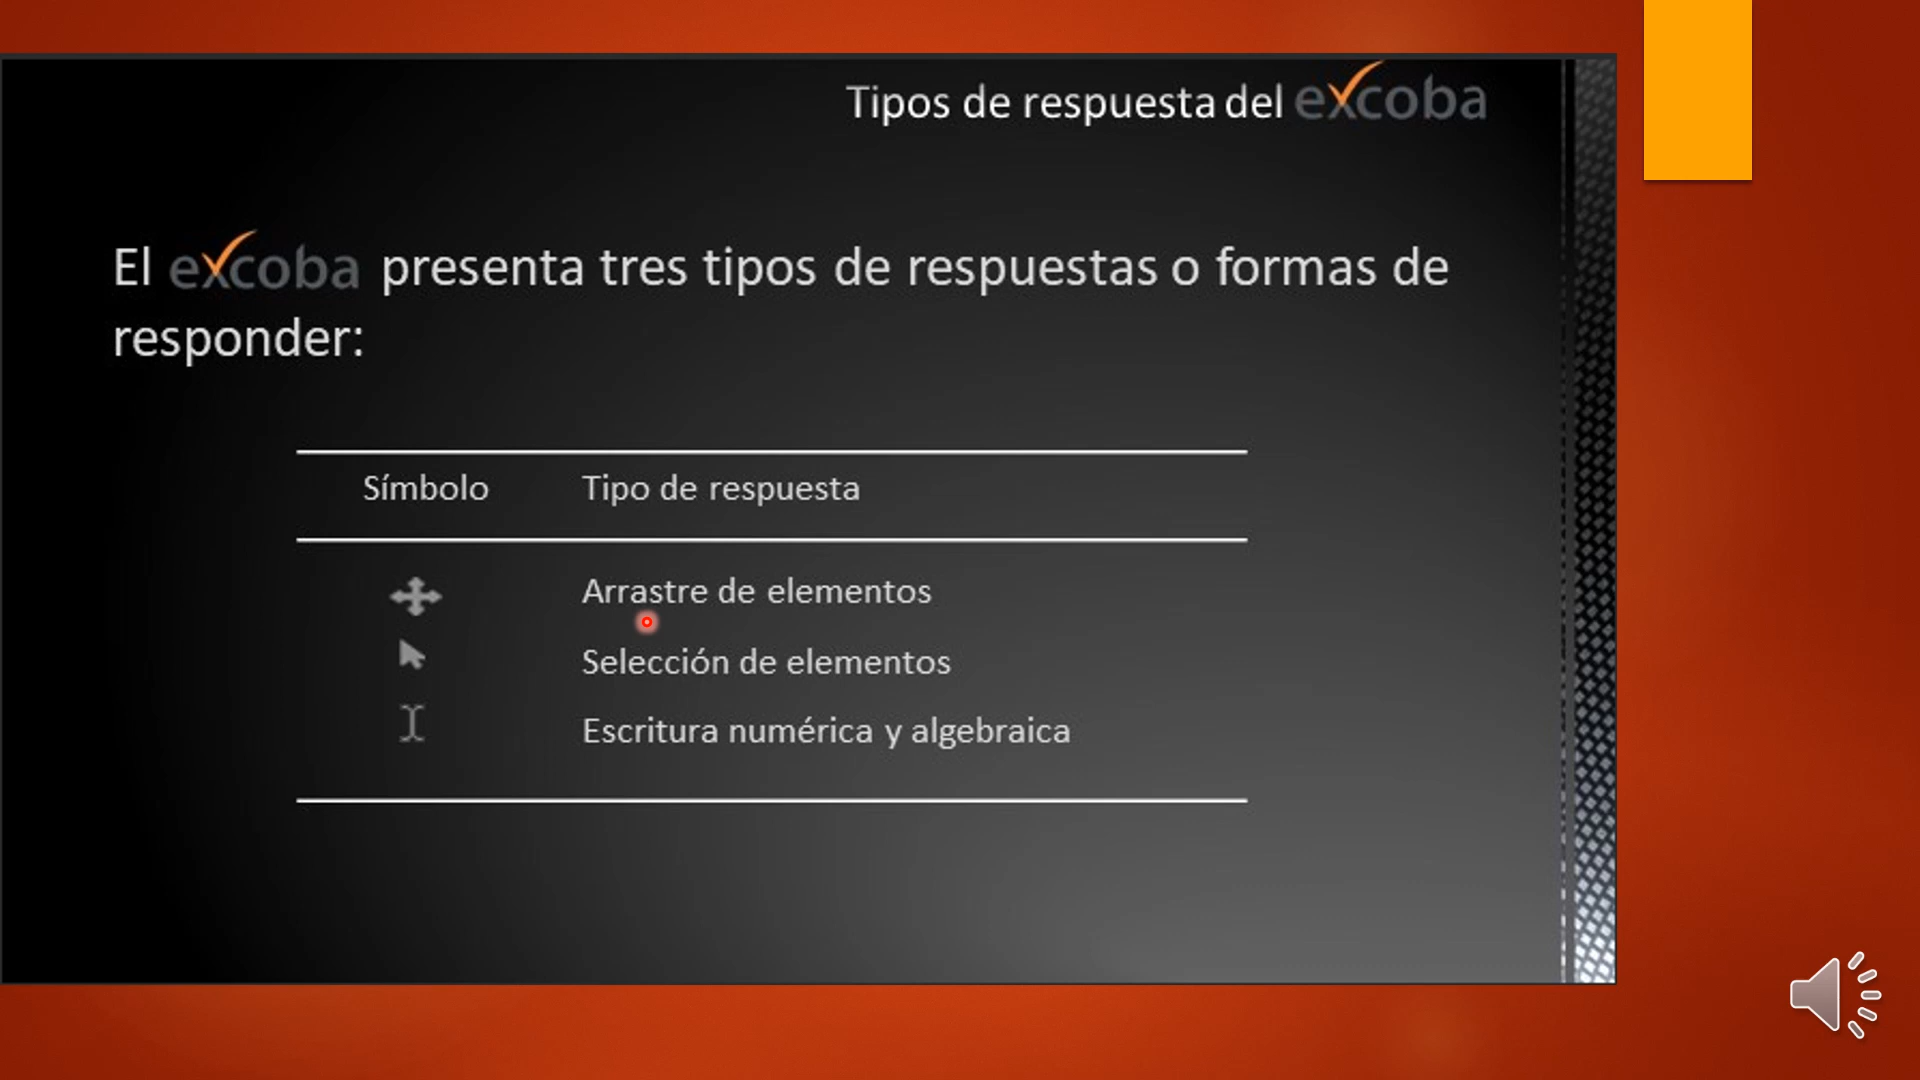 Tipos de respuesta del excoba
El excoba presenta tres tipos de respuestas o formas de
responder:
Símbolo Tipo de respuesta
Arrastre de elementos
Selección de elementos
Escritura numérica y algebraica